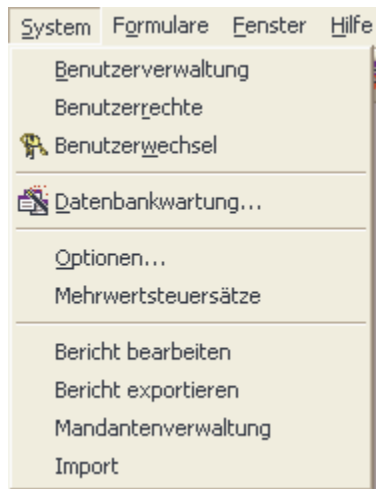 System Formulare Fenster Hilfe
Benutzerverwaltung
Benutzerrechte
Benutzerwechsel
Datenbankwartung...
Optionen...
Mehrwertsteuersätze
Bericht bearbeiten
Bericht exportieren
Mandantenverwaltung
Import